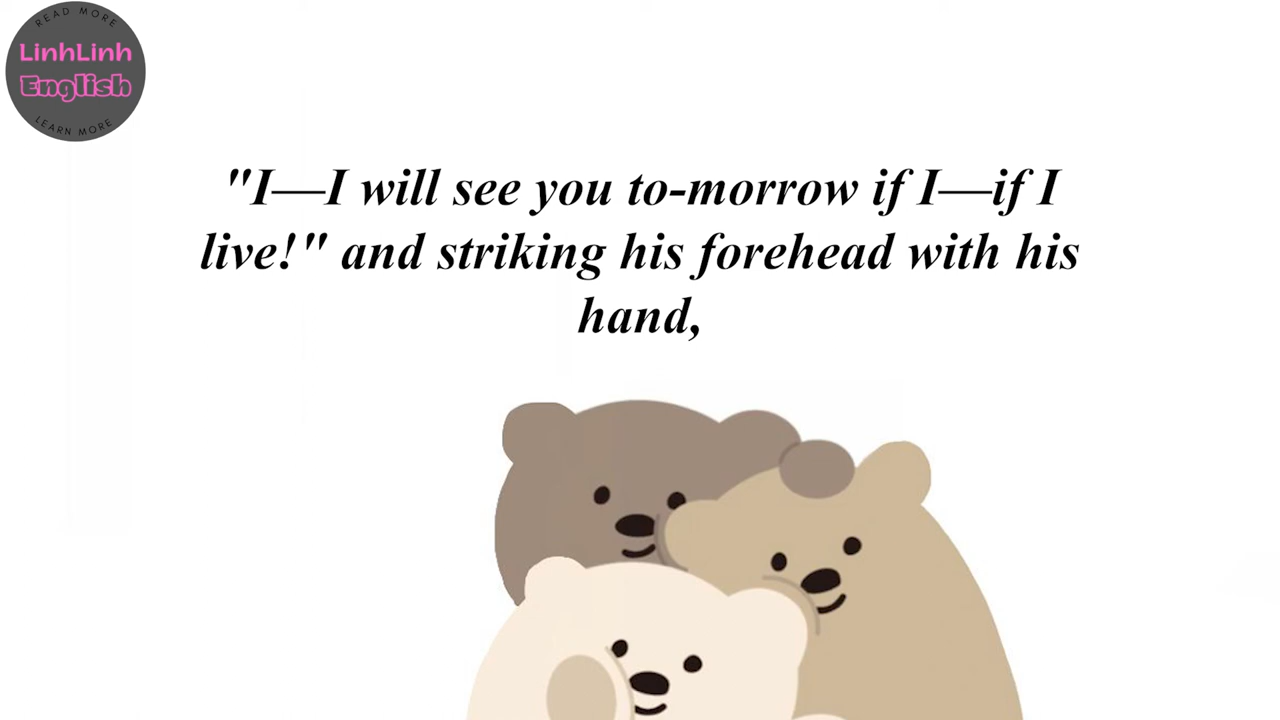 READ MORE
LinhLinh
English
LEARN MORE
"I—I will see you to-morrow if I—if I
live!" and striking his forehead with his
hand,